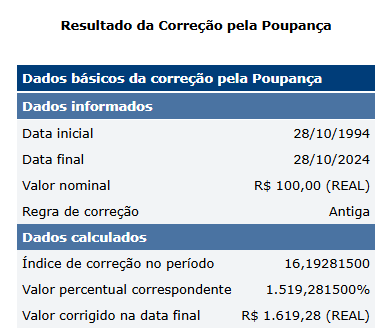 Resultado da Correção pela Poupança
Dados básicos da correção pela Poupança
Dados informados
Data inicial 28/10/1994
Data final 28/10/2024
Valor nominal R$ 100,00 (REAL)
Regra de correção Antiga
Dados calculados
Índice de correção no período 16,19281500
Valor percentual correspondente 1.519,281500%
Valor corrigido na data final R$ 1.619,28 (REAL)